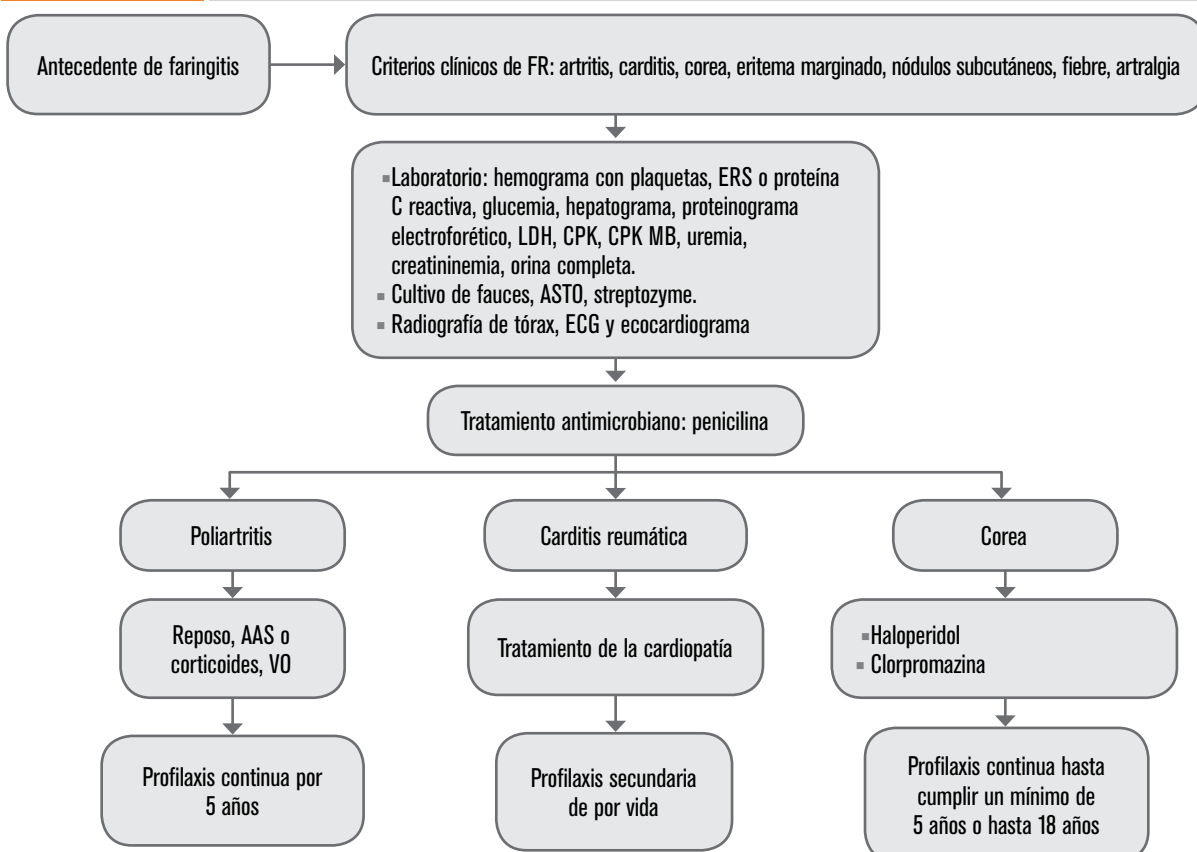 Antecedente de faringitis
Criterios clínicos de FR: artritis, carditis, corea, eritema marginado, nódulos subcutáneos, fiebre, artralgia
▪Laboratorio: hemograma con plaquetas, ERS o proteína
C reactiva, glucemia, hepatograma, proteinograma
electroforético, LDH, CPK, CPK MB, uremia,
creatininemia, orina completa.
▪ Cultivo de fauces, ASTO, streptozyme.
▪ Radiografía de tórax, ECG y ecocardiograma
Tratamiento antimicrobiano: penicilina
Poliartritis
Carditis reumática
Corea
Reposo, AAS o
corticoides, VO
Tratamiento de la cardiopatía
▪Haloperidol
▪ Clorpromazina
Profilaxis continua por
5 años
Profilaxis secundaria
de por vida
Profilaxis continua hasta
cumplir un mínimo de
5 años o hasta 18 años